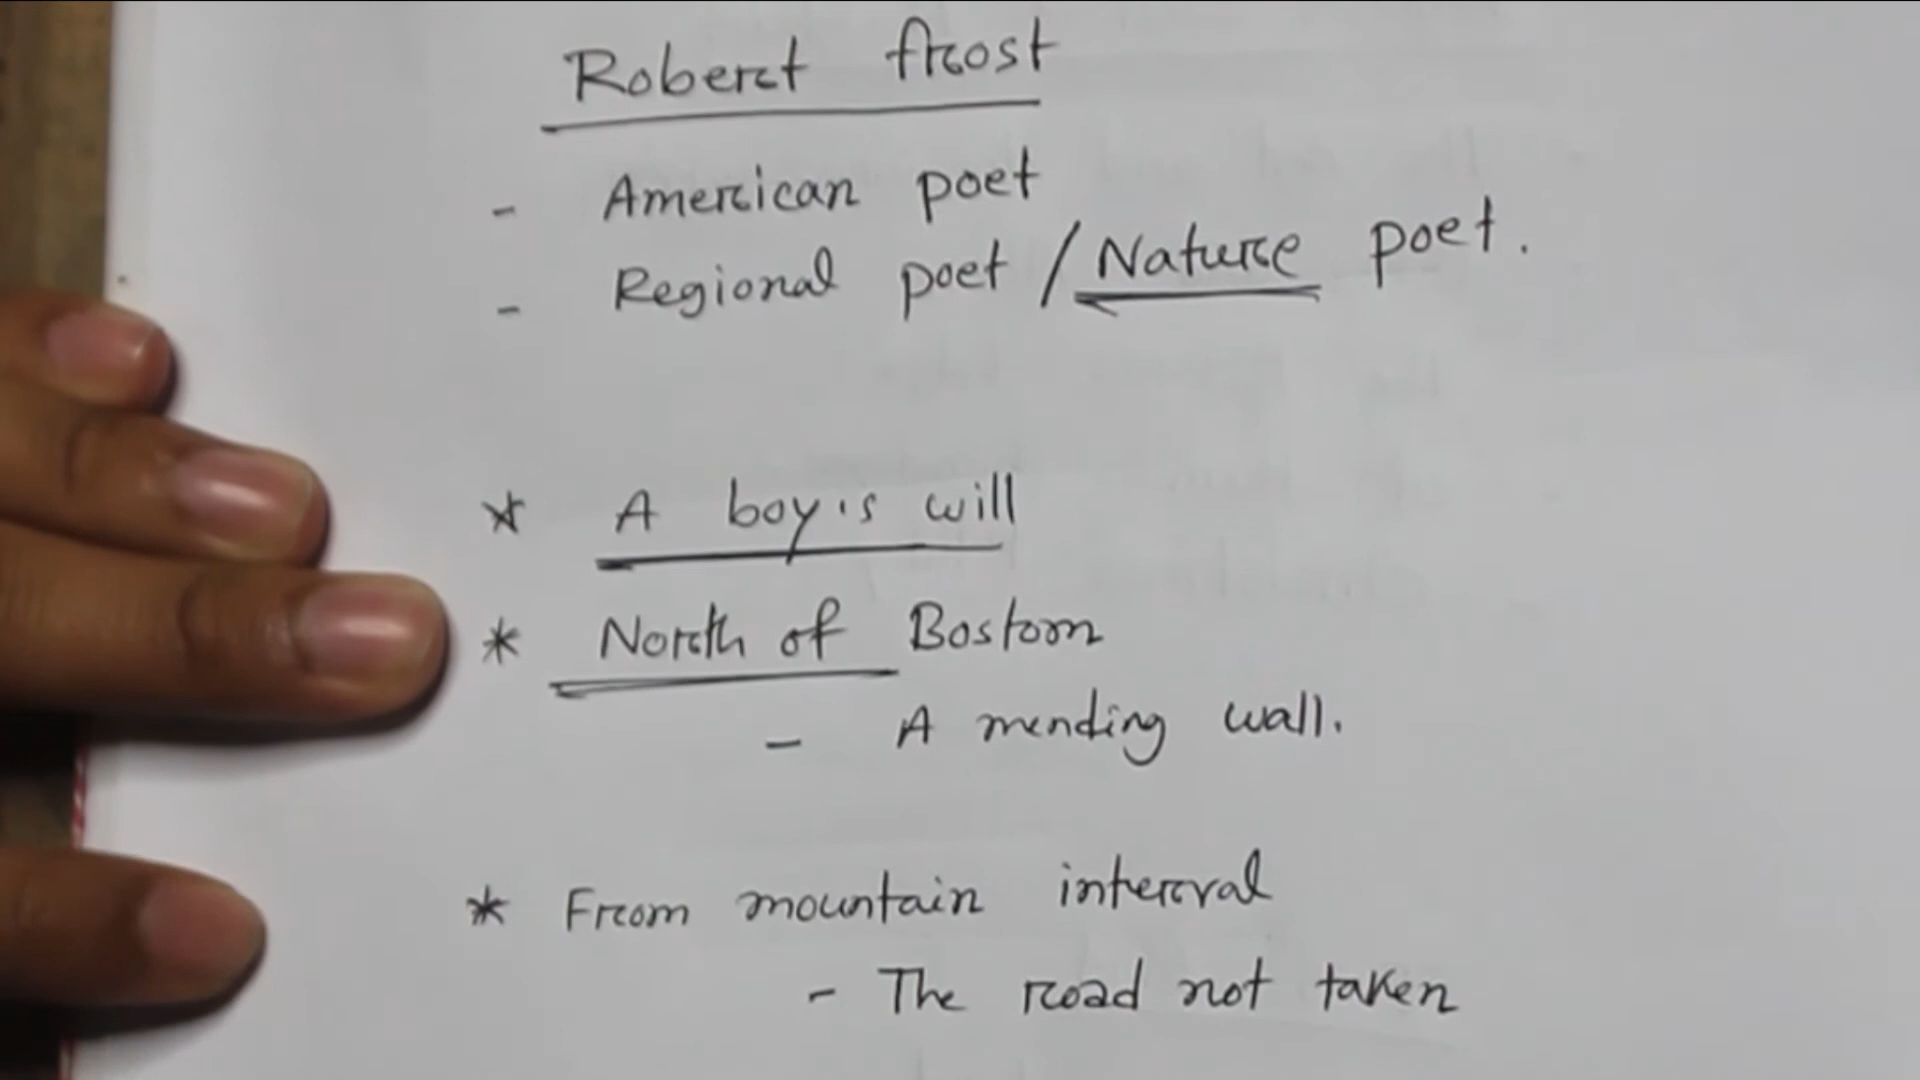 Robert frost
- American poet
- Regional poet / Nature poet.
* A boy's will
* North of Boston
- A mending wall.
* From mountain interval
- The road not taken